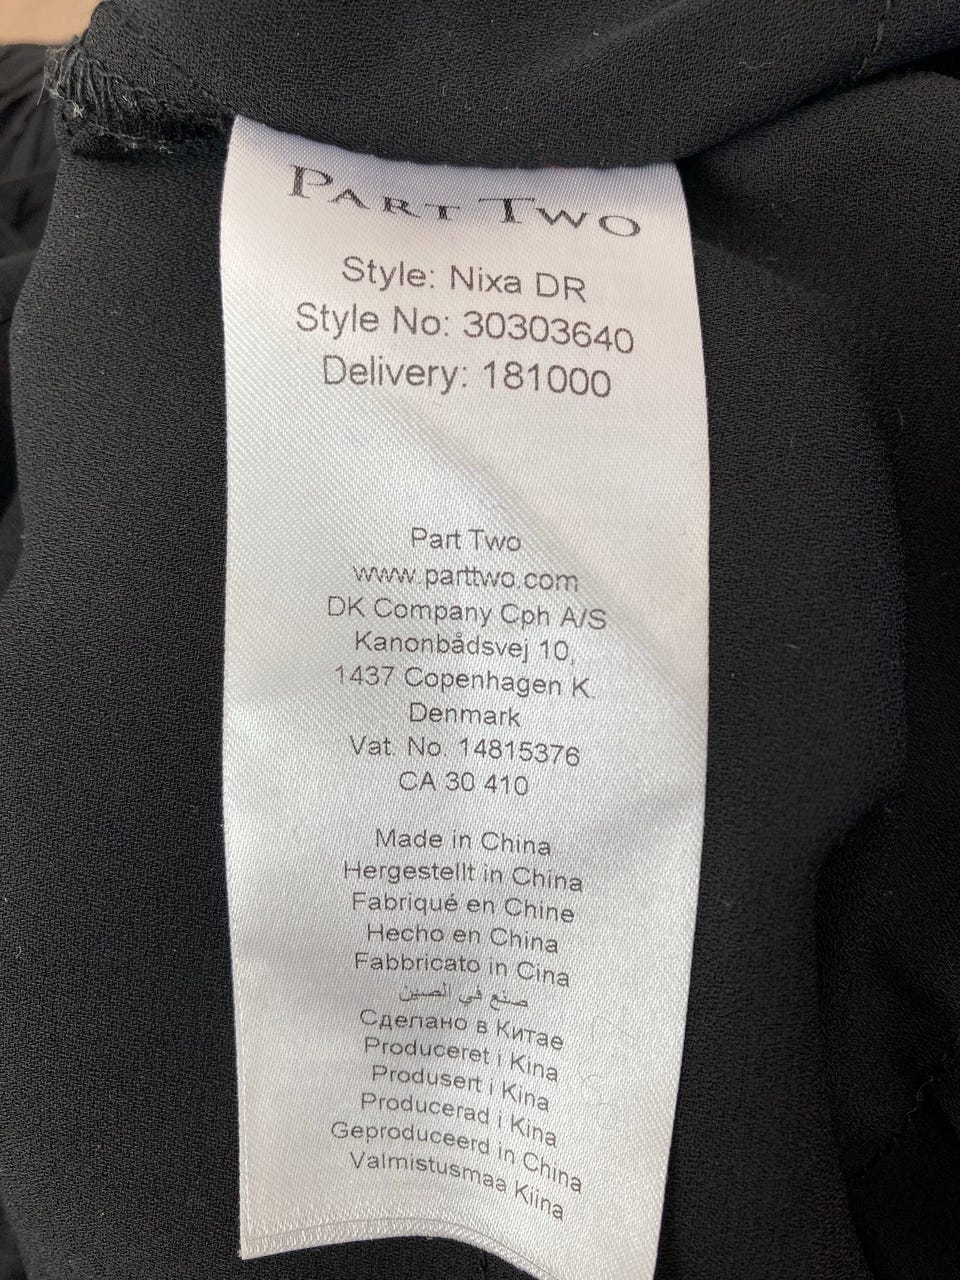 PART TWO
Style: Nixa DR
Style No: 30303640
Delivery: 181000
Part Two
www.parttwo.com
DK Company Cph A/S
Kanonbådsvej 10,
1437 Copenhagen K.
Denmark
Vat. No. 14815376
CA 30 410
Made in China
Hergestellt in China
Fabriqué en Chine
Hecho en China
Fabbricato in Cina
صنع في الصين
Сделано в Китае
Produceret i Kina
Produsert i Kina
Producerad i Kina
Geproduceerd in China
Valmistusmaa Kiina